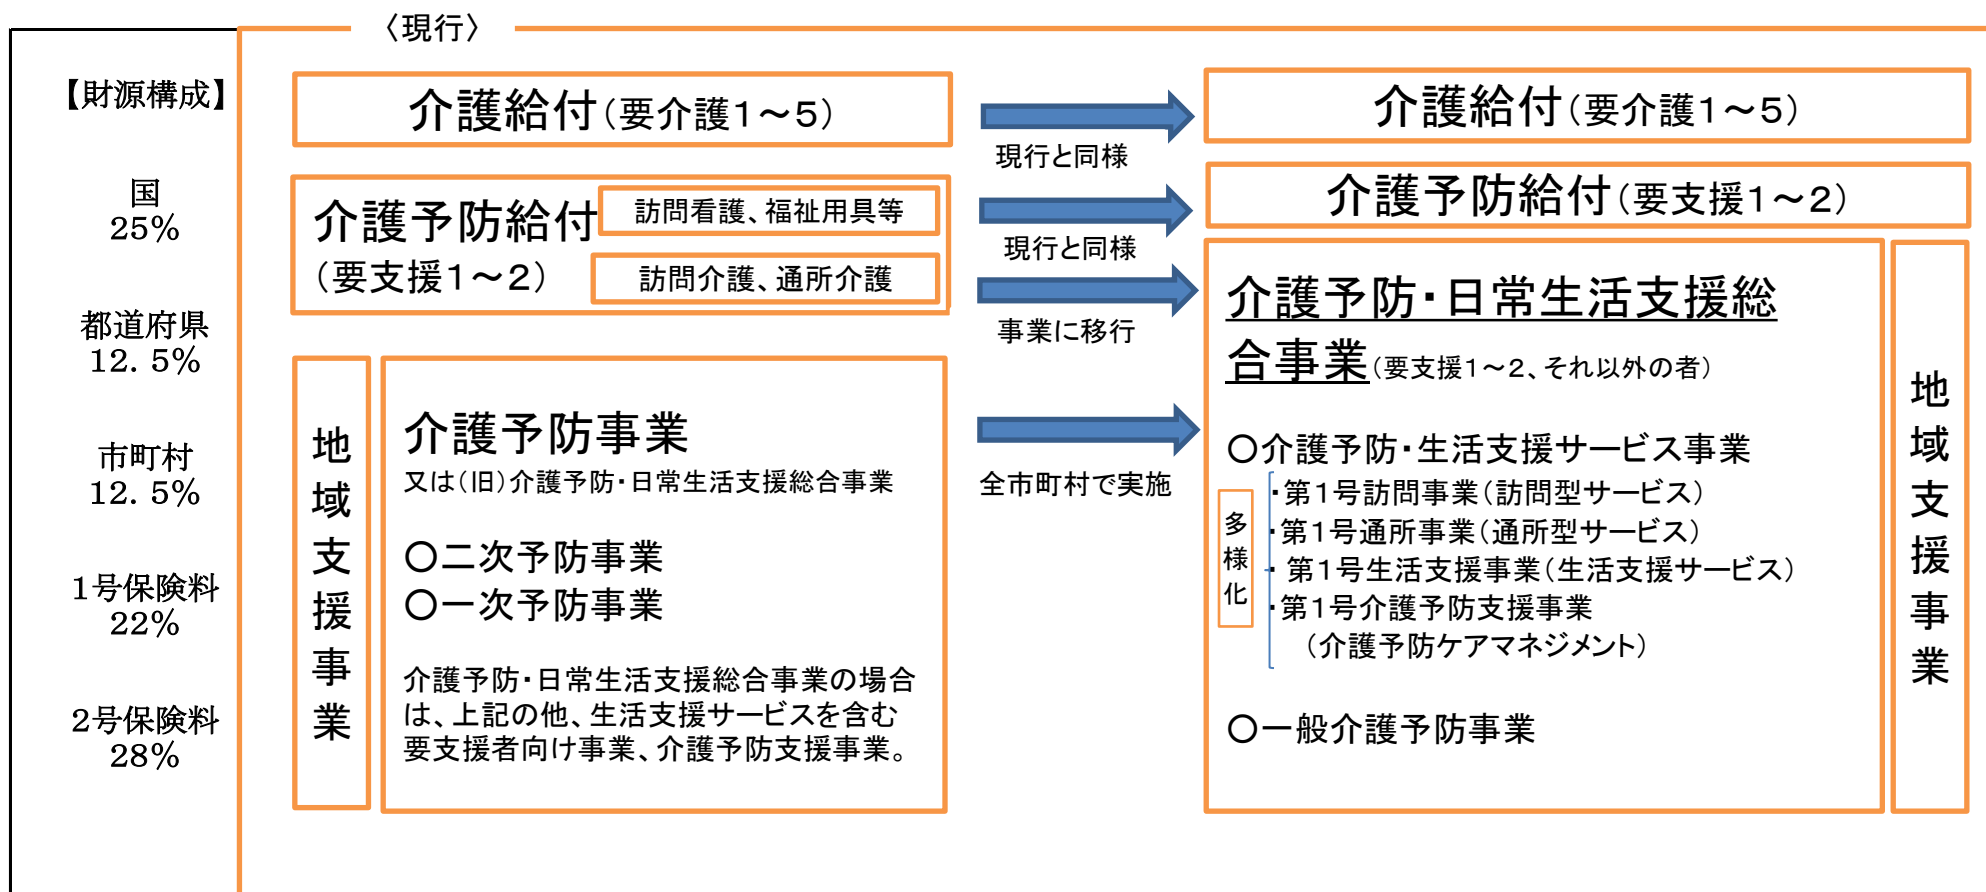 〈現行〉
【財源構成】
国
25%
都道府県
12．5%
市町村
12．5%
1号保険料
22%
2号保険料
28%
介護給付（要介護１～５）
介護予防給付
（要支援１～２）
訪問看護、福祉用具等
訪問介護、通所介護
地域支援事業
介護予防事業
又は（旧）介護予防・日常生活支援総合事業
〇二次予防事業
〇一次予防事業
介護予防・日常生活支援総合事業の場合
は、上記の他、生活支援サービスを含む
要支援者向け事業、介護予防支援事業。
現行と同様
現行と同様
事業に移行
全市町村で実施
介護給付（要介護１～５）
介護予防給付（要支援１～２）
介護予防・日常生活支援総
合事業（要支援１～２、それ以外の者）
〇介護予防・生活支援サービス事業
多様化
・第１号訪問事業（訪問型サービス）
・第１号通所事業（通所型サービス）
・第１号生活支援事業（生活支援サービス）
・第１号介護予防支援事業
（介護予防ケアマネジメント）
〇一般介護予防事業
地域支援事業